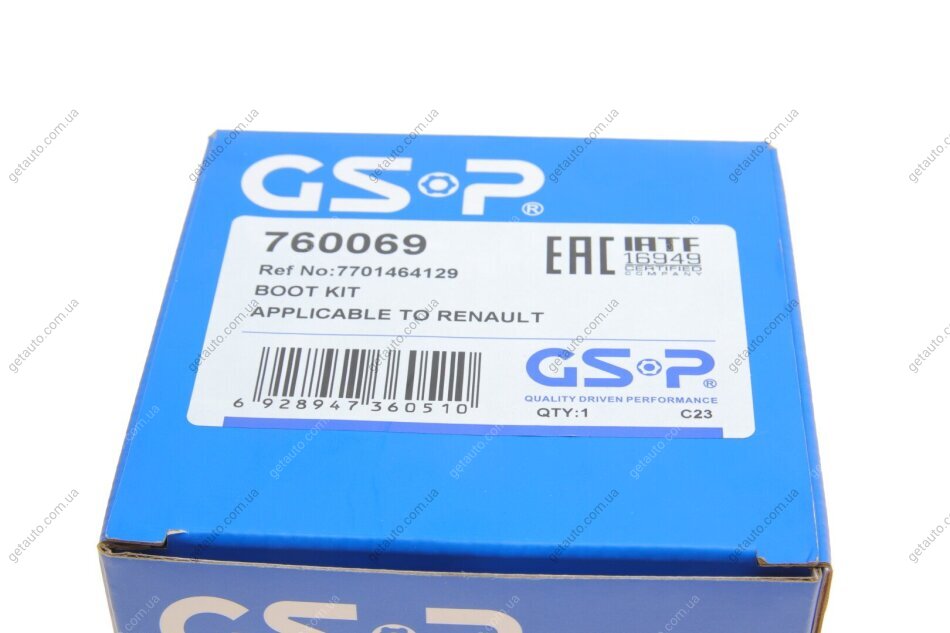 GSP®
760069
Ref No:7701464129
BOOT KIT
APPLICABLE TO RENAULT
EAC
IATF
16949
CERTIFIED
COMPANY
6 928947 360510
GSP®
QUALITY DRIVEN PERFORMANCE
QTY:1
C23
GSP
getauto.com.ua